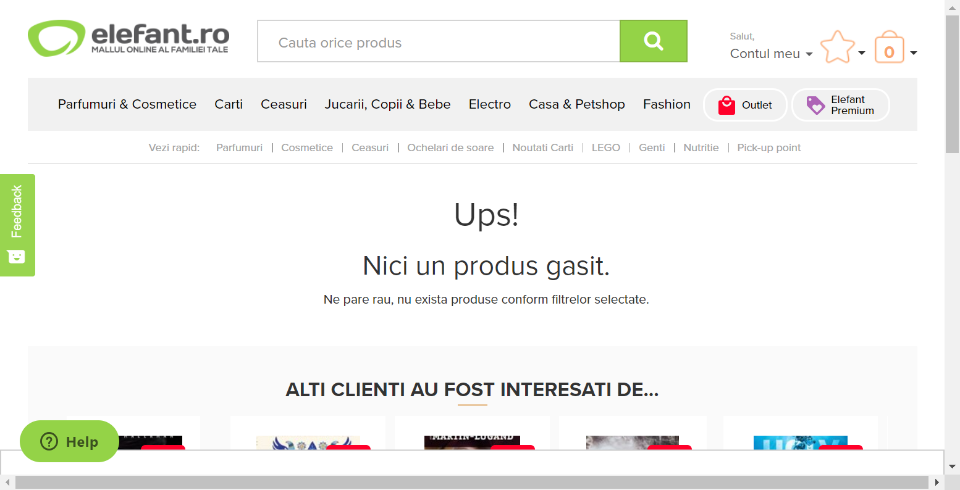 elefant.ro
MALLUL ONLINE AL FAMILIEI TALE
Cauta orice produs
Salut,
Contul meu
0
Parfumuri & Cosmetice
Carti
Ceasuri
Jucarii, Copii & Bebe
Electro
Casa & Petshop
Fashion
Outlet
Elefant
Premium
Vezi rapid: Parfumuri | Cosmetice | Ceasuri | Ochelari de soare | Noutati Carti | LEGO | Genti | Nutritie | Pick-up point
Feedback
Ups!
Nici un produs gasit.
Ne pare rau, nu exista produse conform filtrelor selectate.
ALTI CLIENTI AU FOST INTERESATI DE...
MARTIN-LUGAND
Help